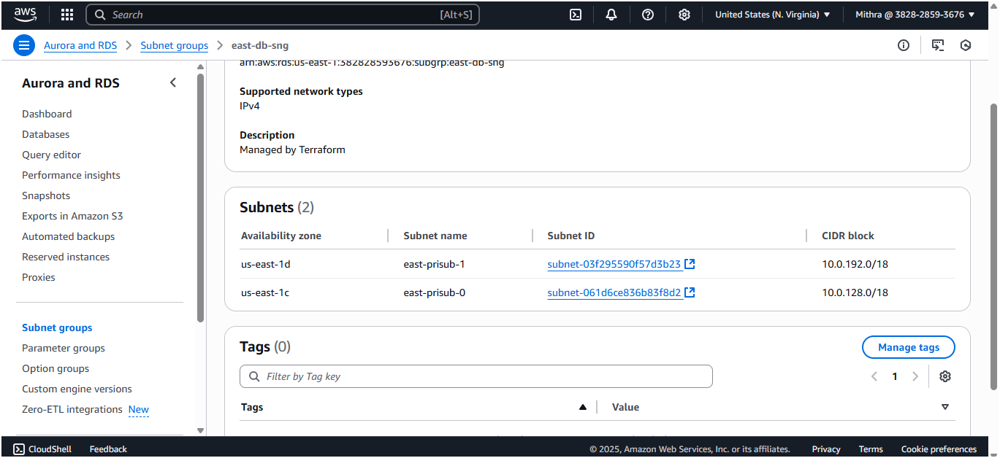 aws
Search [Alt+S]
United States (N. Virginia) ▼
Mithra @ 3828-2859-3676 ▼
Aurora and RDS > Subnet groups > east-db-sng
Aurora and RDS
Dashboard
Databases
Query editor
Performance insights
Snapshots
Exports in Amazon S3
Automated backups
Reserved instances
Proxies
Subnet groups
Parameter groups
Option groups
Custom engine versions
Zero-ETL integrations New
arn:aws:rds:us-east-1:382828593676:subgrp:east-db-sng
Supported network types
IPv4
Description
Managed by Terraform
Subnets (2)
Availability zone Subnet name Subnet ID CIDR block
us-east-1d east-prisub-1 subnet-03f295590f57d3b23 10.0.192.0/18
us-east-1c east-prisub-0 subnet-061d6ce836b83f8d2 10.0.128.0/18
Tags (0)
Manage tags
Filter by Tag key
1
Tags Value
CloudShell Feedback © 2025, Amazon Web Services, Inc. or its affiliates. Privacy Terms Cookie preferences